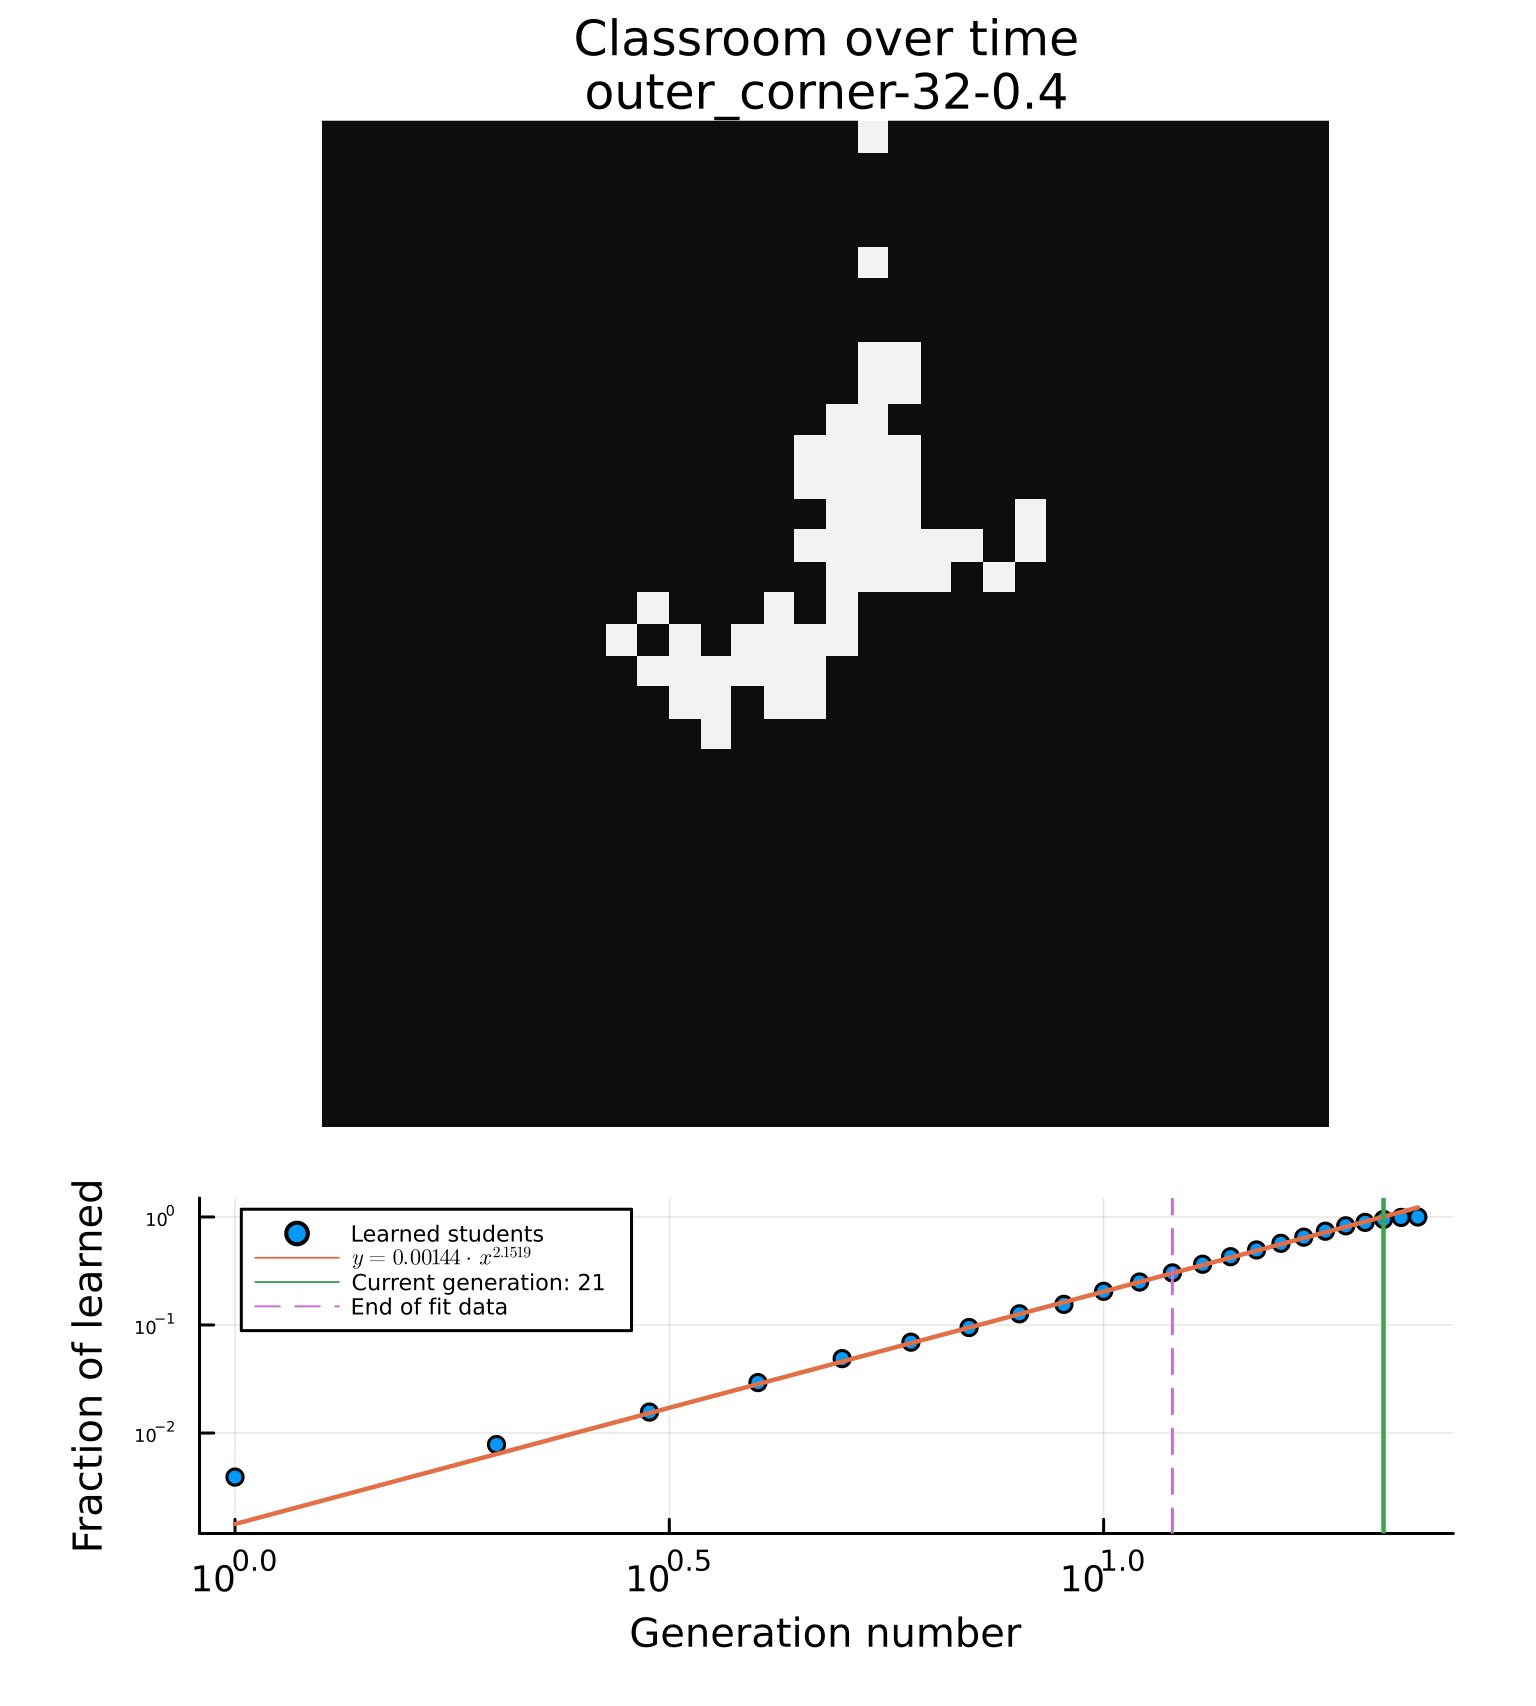 Classroom over time
outer_corner-32-0.4
Fraction of learned
10⁰
10⁻¹
10⁻²
Learned students
y = 0.00144 · x^2.1519
Current generation: 21
End of fit data
10^0.0 10^0.5 10^1.0
Generation number